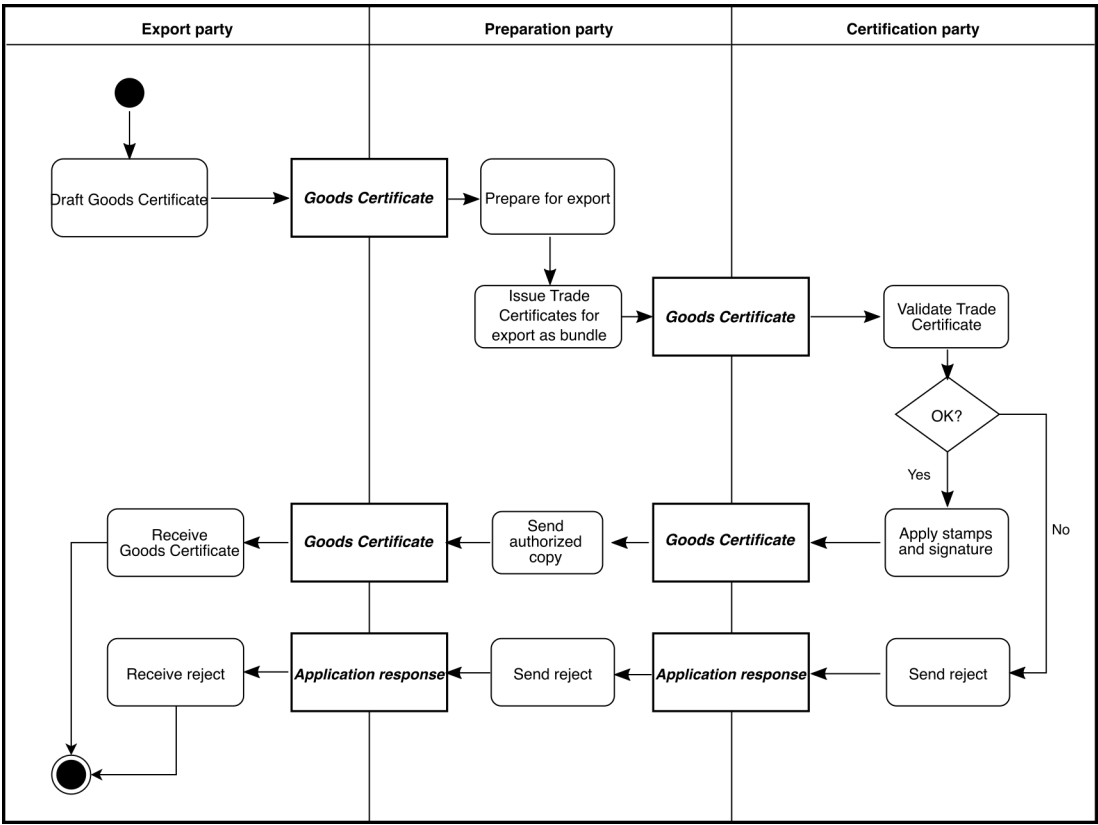 Export party
Preparation party
Certification party
Draft Goods Certificate
Goods Certificate
Prepare for export
Issue Trade
Certificates for
export as bundle
Goods Certificate
Validate Trade
Certificate
OK?
Yes
No
Receive
Goods Certificate
Goods Certificate
Send
authorized
copy
Goods Certificate
Apply stamps
and signature
Receive reject
Application response
Send reject
Application response
Send reject